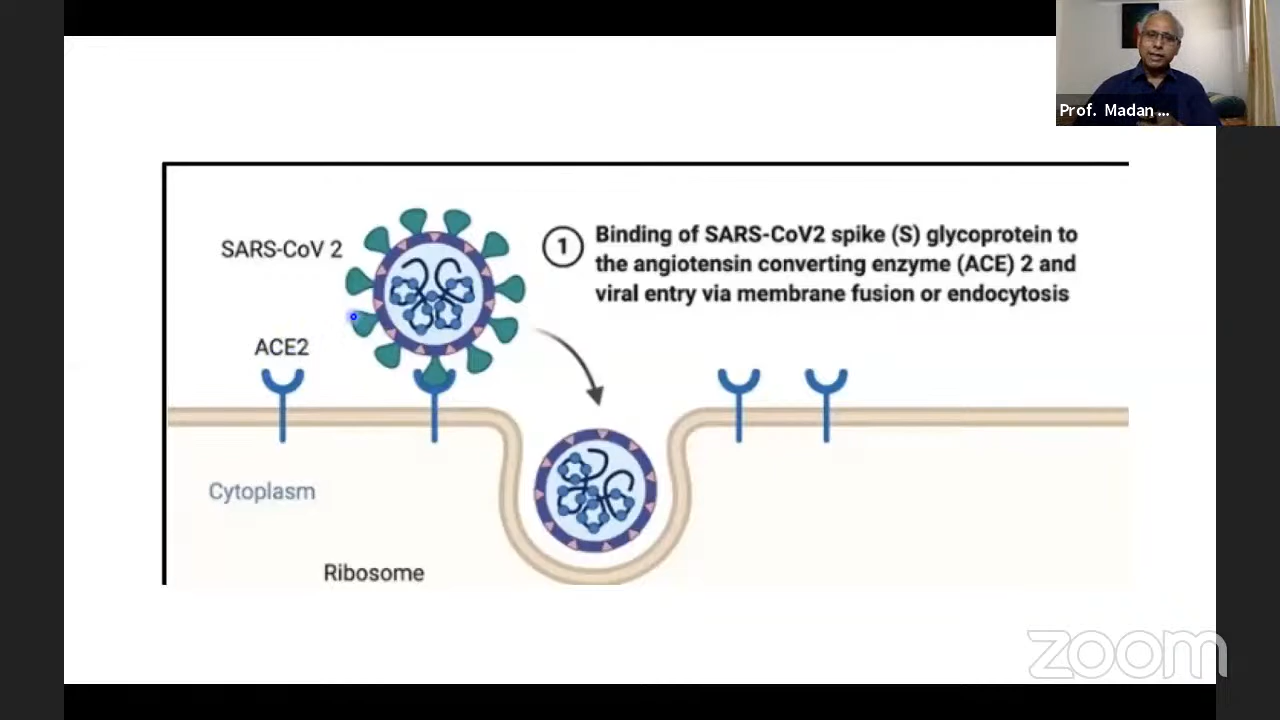 Prof. Madan ...
SARS-CoV 2
1
Binding of SARS-CoV2 spike (S) glycoprotein to
the angiotensin converting enzyme (ACE) 2 and
viral entry via membrane fusion or endocytosis
ACE2
Cytoplasm
Ribosome
zoom